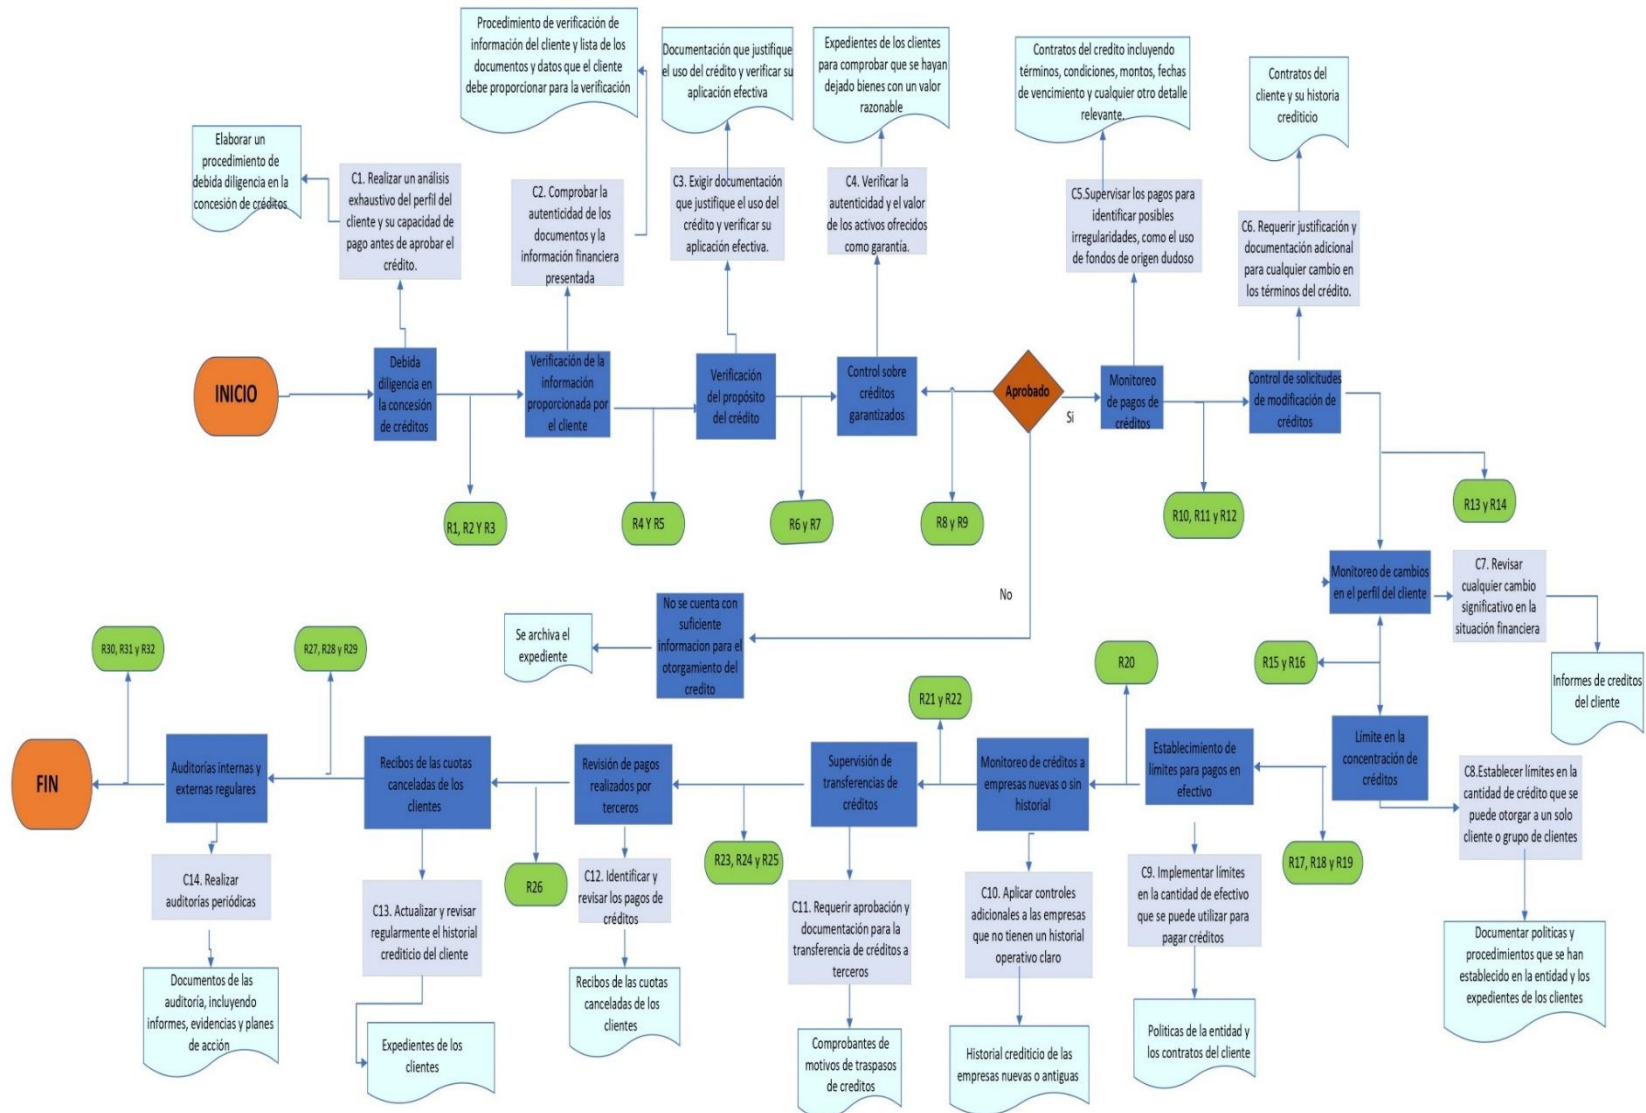 Procedimiento de verificación de
información del cliente y lista de los
documentos y datos que el cliente
debe proporcionar para la verificación
Documentación que justifique
el uso del crédito y verificar su
aplicación efectiva
Expedientes de los clientes
para comprobar que se hayan
dejado bienes con un valor
razonable
Contratos del credito incluyendo
términos, condiciones, montos, fechas
de vencimiento y cualquier otro detalle
relevante.
Contratos del
cliente y su historia
crediticio
Elaborar un
procedimiento de
debida diligencia en la
concesión de créditos
C1. Realizar un análisis
exhaustivo del perfil del
cliente y su capacidad de
pago antes de aprobar el
crédito.
C2. Comprobar la
autenticidad de los
documentos y la
información financiera
presentada
C3. Exigir documentación
que justifique el uso del
crédito y verificar su
aplicación efectiva.
C4. Verificar la
autenticidad y el valor
de los activos ofrecidos
como garantía.
C5.Supervisar los pagos para
identificar posibles
irregularidades, como el uso
de fondos de origen dudoso
C6. Requerir justificación y
documentación adicional
para cualquier cambio en
los términos del crédito.
INICIO
Debida
diligencia en
la concesión
de créditos
Verificación de la
información
proporcionada por
el cliente
Verificación
del propósito
del crédito
Control sobre
créditos
garantizados
Aprobado
Si
Monitoreo
de pagos de
créditos
Control de solicitudes
de modificación de
créditos
R1, R2 Y R3
R4 Y R5
R6 y R7
R8 y R9
R10, R11 y R12
R13 y R14
No
Monitoreo de cambios
en el perfil del cliente
C7. Revisar
cualquier cambio
significativo en la
situación financiera
No se cuenta con
suficiente
informacion para el
otorgamiento del
credito
Se archiva el
expediente
R30, R31 y R32
R27, R28 y R29
R21 y R22
R20
R15 y R16
Informes de creditos
del cliente
FIN
Auditorías internas y
externas regulares
Recibos de las cuotas
canceladas de los
clientes
Revisión de pagos
realizados por
terceros
Supervisión de
transferencias de
créditos
Monitoreo de créditos a
empresas nuevas o sin
historial
Establecimiento de
límites para pagos en
efectivo
Límite en la
concentración de
créditos
C8.Establecer límites en la
cantidad de crédito que se
puede otorgar a un solo
cliente o grupo de clientes
R26
R23, R24 y R25
R17, R18 y R19
C14. Realizar
auditorías periódicas
C13. Actualizar y revisar
regularmente el historial
crediticio del cliente
C12. Identificar y
revisar los pagos de
créditos
C11. Requerir aprobación y
documentación para la
transferencia de créditos a
terceros
C10. Aplicar controles
adicionales a las empresas
que no tienen un historial
operativo claro
C9. Implementar límites
en la cantidad de efectivo
que se puede utilizar para
pagar créditos
Documentar politicas y
procedimientos que se han
establecido en la entidad y los
expedientes de los clientes
Documentos de las
auditoría, incluyendo
informes, evidencias y planes
de acción
Expedientes de los
clientes
Recibos de las cuotas
canceladas de los
clientes
Comprobantes de
motivos de traspasos
de creditos
Historial crediticio de las
empresas nuevas o antiguas
Politicas de la entidad y
los contratos del cliente